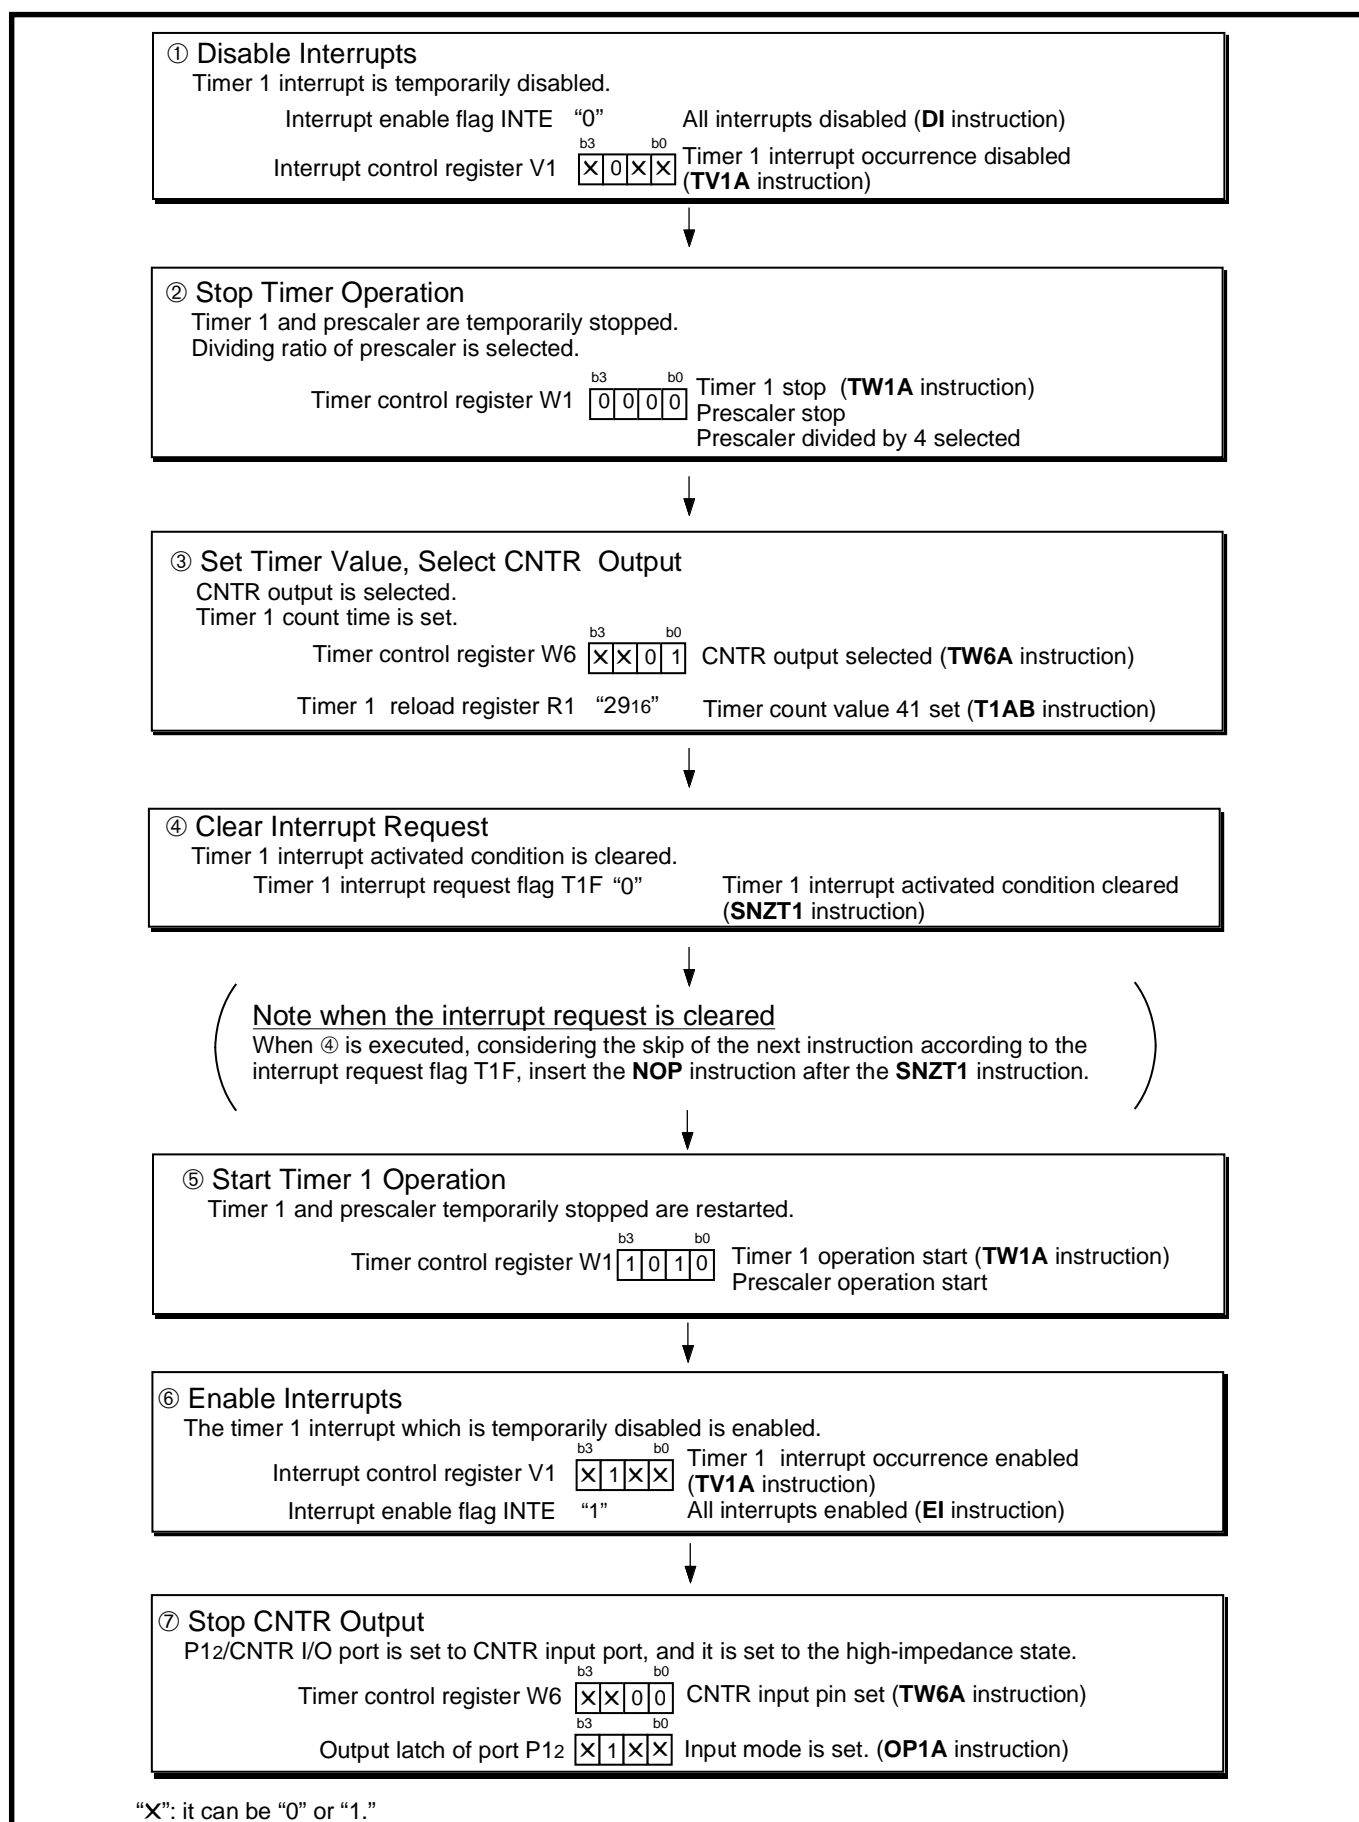 ① Disable Interrupts
Timer 1 interrupt is temporarily disabled.
Interrupt enable flag INTE “0” All interrupts disabled (DI instruction)
b3 b0
Interrupt control register V1 ✕ 0 ✕ ✕ Timer 1 interrupt occurrence disabled
(TV1A instruction)
② Stop Timer Operation
Timer 1 and prescaler are temporarily stopped.
Dividing ratio of prescaler is selected.
b3 b0
Timer control register W1 0 0 0 0 Timer 1 stop (TW1A instruction)
Prescaler stop
Prescaler divided by 4 selected
③ Set Timer Value, Select CNTR Output
CNTR output is selected.
Timer 1 count time is set.
b3 b0
Timer control register W6 ✕ ✕ 0 1 CNTR output selected (TW6A instruction)
Timer 1 reload register R1 “2916” Timer count value 41 set (T1AB instruction)
④ Clear Interrupt Request
Timer 1 interrupt activated condition is cleared.
Timer 1 interrupt request flag T1F “0” Timer 1 interrupt activated condition cleared
(SNZT1 instruction)
Note when the interrupt request is cleared
When ④ is executed, considering the skip of the next instruction according to the
interrupt request flag T1F, insert the NOP instruction after the SNZT1 instruction.
⑤ Start Timer 1 Operation
Timer 1 and prescaler temporarily stopped are restarted.
b3 b0
Timer control register W1 1 0 1 0 Timer 1 operation start (TW1A instruction)
Prescaler operation start
⑥ Enable Interrupts
The timer 1 interrupt which is temporarily disabled is enabled.
b3 b0
Interrupt control register V1 ✕ 1 ✕ ✕ Timer 1 interrupt occurrence enabled
(TV1A instruction)
Interrupt enable flag INTE “1” All interrupts enabled (EI instruction)
⑦ Stop CNTR Output
P12/CNTR I/O port is set to CNTR input port, and it is set to the high-impedance state.
b3 b0
Timer control register W6 ✕ ✕ 0 0 CNTR input pin set (TW6A instruction)
b3 b0
Output latch of port P12 ✕ 1 ✕ ✕ Input mode is set. (OP1A instruction)
“✕”: it can be “0” or “1.”